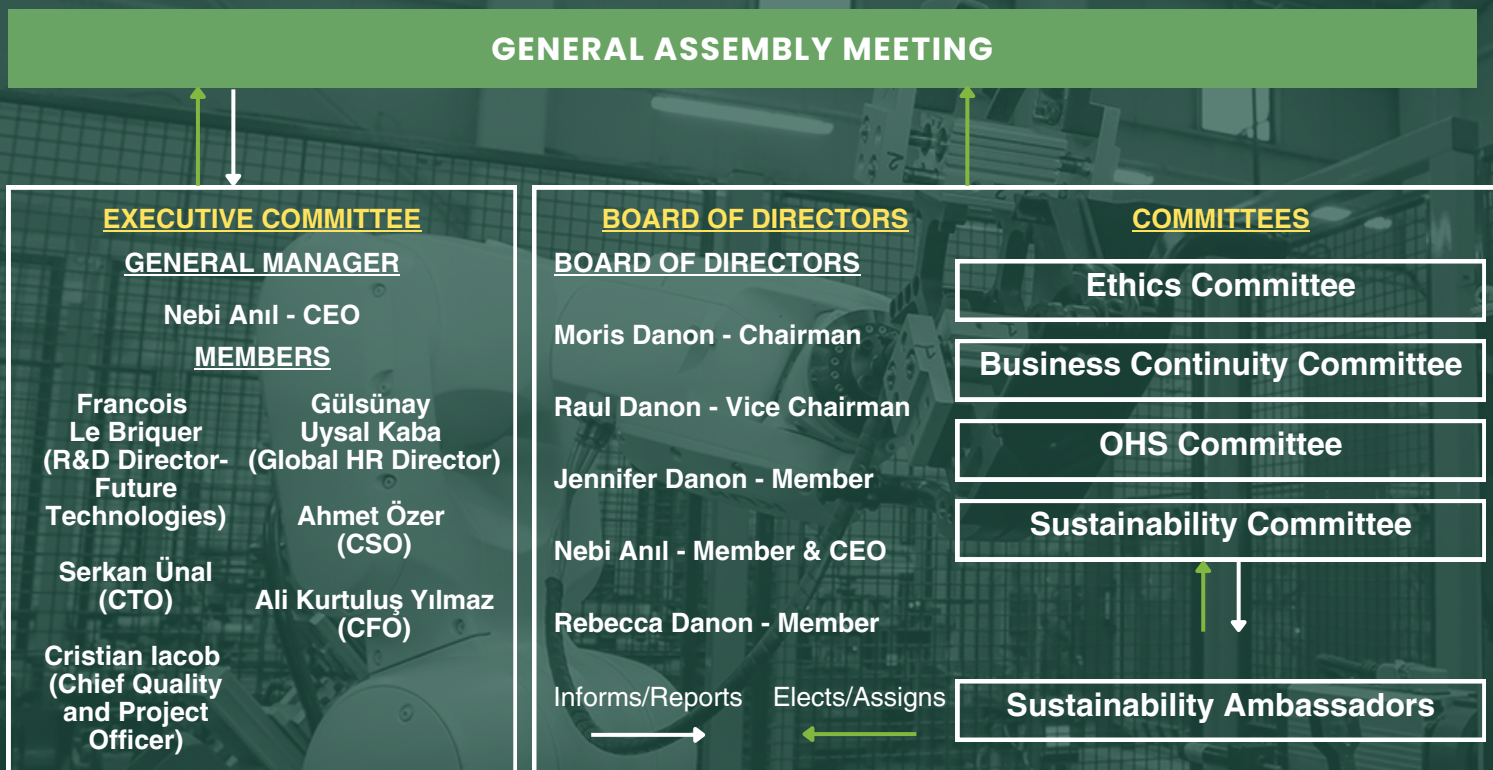 GENERAL ASSEMBLY MEETING
EXECUTIVE COMMITTEE
GENERAL MANAGER
Nebi Anıl - CEO
MEMBERS
Francois
Le Briquer
(R&D Director-
Future
Technologies)
Serkan Ünal
(CTO)
Cristian Iacob
(Chief Quality
and Project
Officer)
Gülsünay
Uysal Kaba
(Global HR Director)
Ahmet Özer
(CSO)
Ali Kurtuluş Yılmaz
(CFO)
BOARD OF DIRECTORS
BOARD OF DIRECTORS
Moris Danon - Chairman
Raul Danon - Vice Chairman
Jennifer Danon - Member
Nebi Anıl - Member & CEO
Rebecca Danon - Member
Informs/Reports
Elects/Assigns
COMMITTEES
Ethics Committee
Business Continuity Committee
OHS Committee
Sustainability Committee
Sustainability Ambassadors